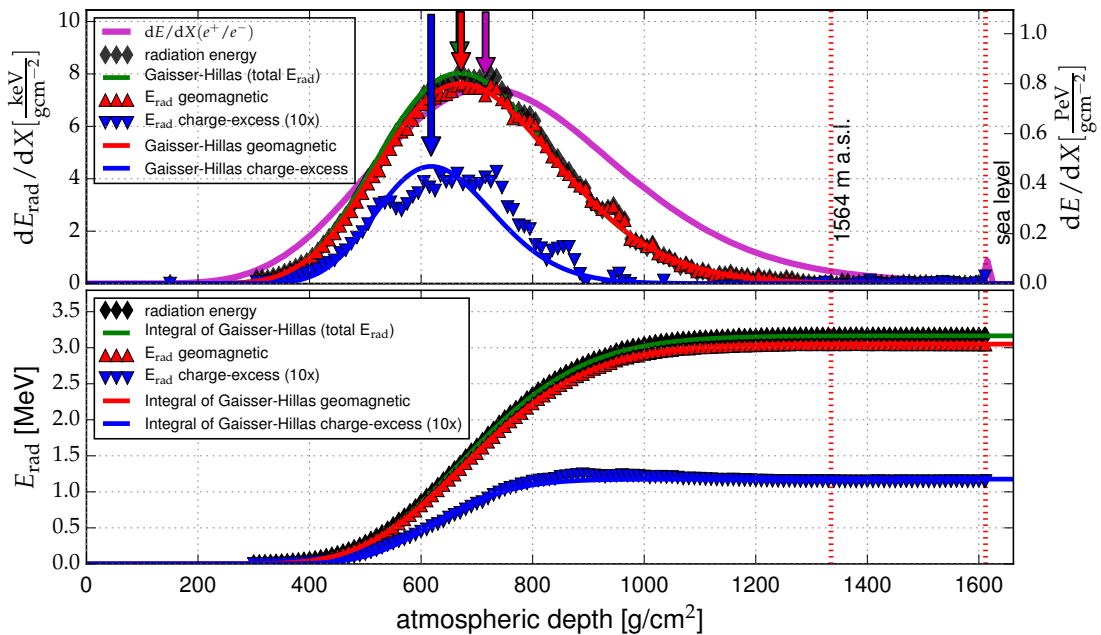 10
8
6
4
2
0
dE_rad / dX[keV/gcm⁻²]
dE/dX(e⁺/e⁻)
radiation energy
Gaisser-Hillas (total E_rad)
E_rad geomagnetic
E_rad charge-excess (10x)
Gaisser-Hillas geomagnetic
Gaisser-Hillas charge-excess
1564 m a.s.l.
sea level
1.0
0.8
0.6
0.4
0.2
0.0
dE / dX[PeV/gcm⁻²]
3.5
3.0
2.5
2.0
1.5
1.0
0.5
0.0
E_rad [MeV]
radiation energy
Integral of Gaisser-Hillas (total E_rad)
E_rad geomagnetic
E_rad charge-excess (10x)
Integral of Gaisser-Hillas geomagnetic
Integral of Gaisser-Hillas charge-excess (10x)
0 200 400 600 800 1000 1200 1400 1600
atmospheric depth [g/cm²]